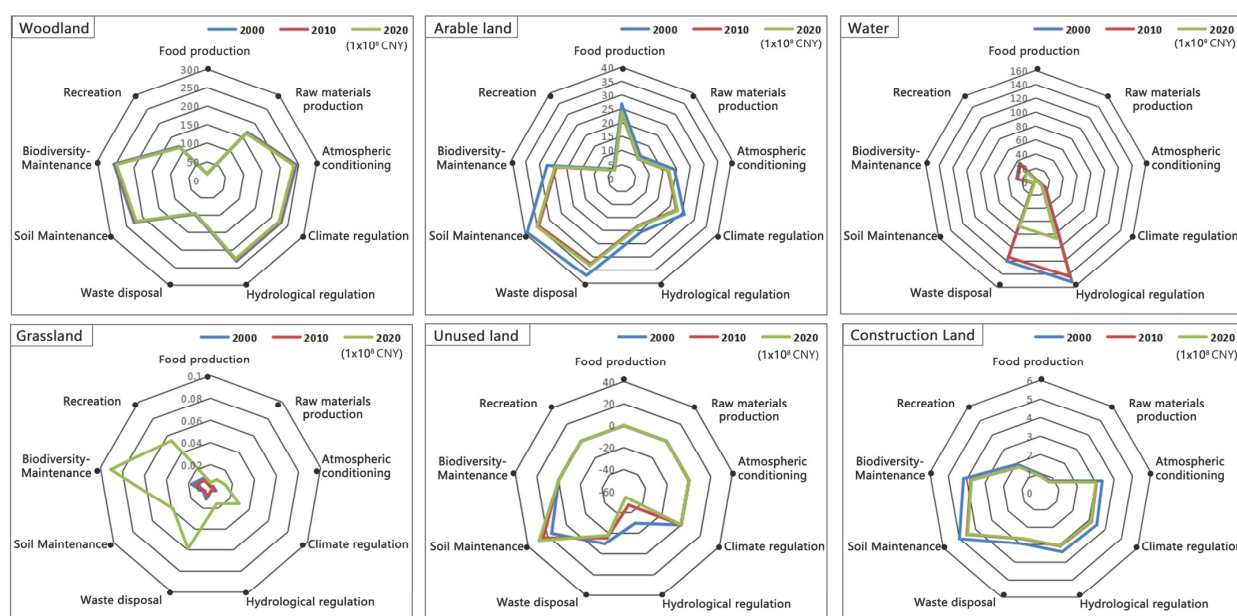 Woodland
2000 2010 2020
(1x10⁸ CNY)
Food production
Raw materials
production
Atmospheric
conditioning
Climate regulation
Hydrological regulation
Waste disposal
Soil Maintenance
Biodiversity-
Maintenance
Recreation
300
250
200
150
100
50
0
Arable land
2000 2010 2020
(1x10⁸ CNY)
Food production
Raw materials
production
Atmospheric
conditioning
Climate regulation
Hydrological regulation
Waste disposal
Soil Maintenance
Biodiversity-
Maintenance
Recreation
40
35
30
25
20
15
10
5
0
Water
2000 2010 2020
(1x10⁸ CNY)
Food production
Raw materials
production
Atmospheric
conditioning
Climate regulation
Hydrological regulation
Waste disposal
Soil Maintenance
Biodiversity-
Maintenance
Recreation
160
140
120
100
80
60
40
0
Grassland
2000 2010 2020
(1x10⁸ CNY)
Food production
Raw materials
production
Atmospheric
conditioning
Climate regulation
Hydrological regulation
Waste disposal
Soil Maintenance
Biodiversity-
Maintenance
Recreation
0.1
0.08
0.06
0.04
0.02
Unused land
2000 2010 2020
(1x10⁸ CNY)
Food production
Raw materials
production
Atmospheric
conditioning
Climate regulation
Hydrological regulation
Waste disposal
Soil Maintenance
Biodiversity-
Maintenance
Recreation
40
20
0
-20
-40
-60
Construction Land
2000 2010 2020
(1x10⁸ CNY)
Food production
Raw materials
production
Atmospheric
conditioning
Climate regulation
Hydrological regulation
Waste disposal
Soil Maintenance
Biodiversity-
Maintenance
Recreation
6
5
4
3
2
0